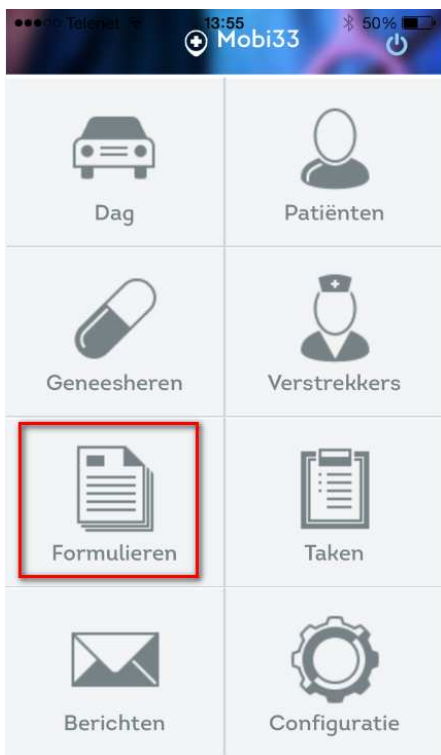 Telenet 13:55 50%
Mobi33
Dag Patiënten
Geneesheren Verstrekkers
Formulieren Taken
Berichten Configuratie